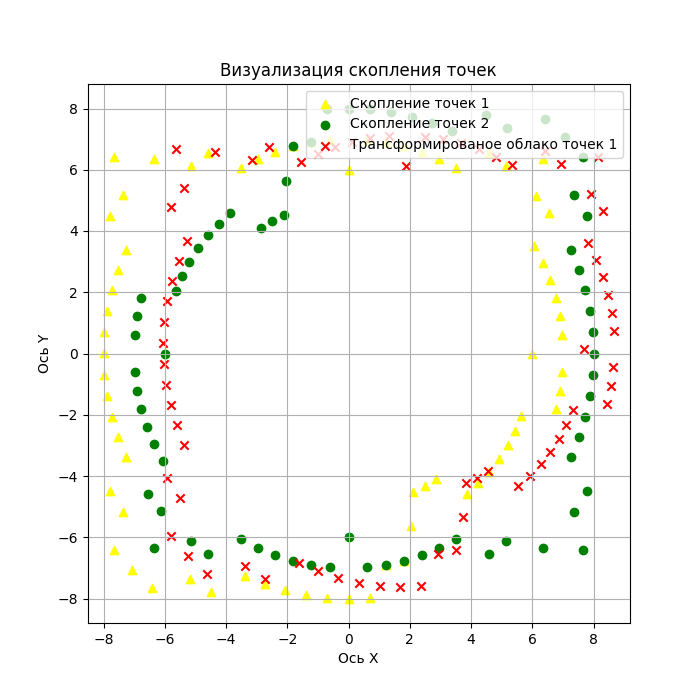 Визуализация скопления точек
Скопление точек 1
Скопление точек 2
Трансформированое облако точек 1
Ось Y
8
6
4
2
0
−2
−4
−6
−8
−8 −6 −4 −2 0 2 4 6 8
Ось X